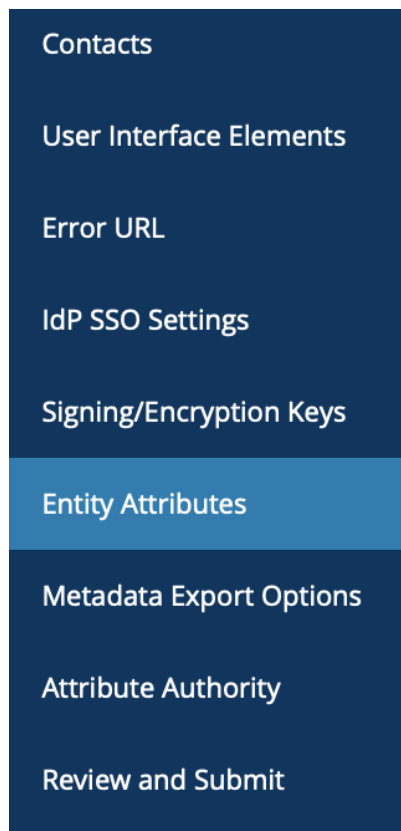 Contacts
User Interface Elements
Error URL
IdP SSO Settings
Signing/Encryption Keys
Entity Attributes
Metadata Export Options
Attribute Authority
Review and Submit